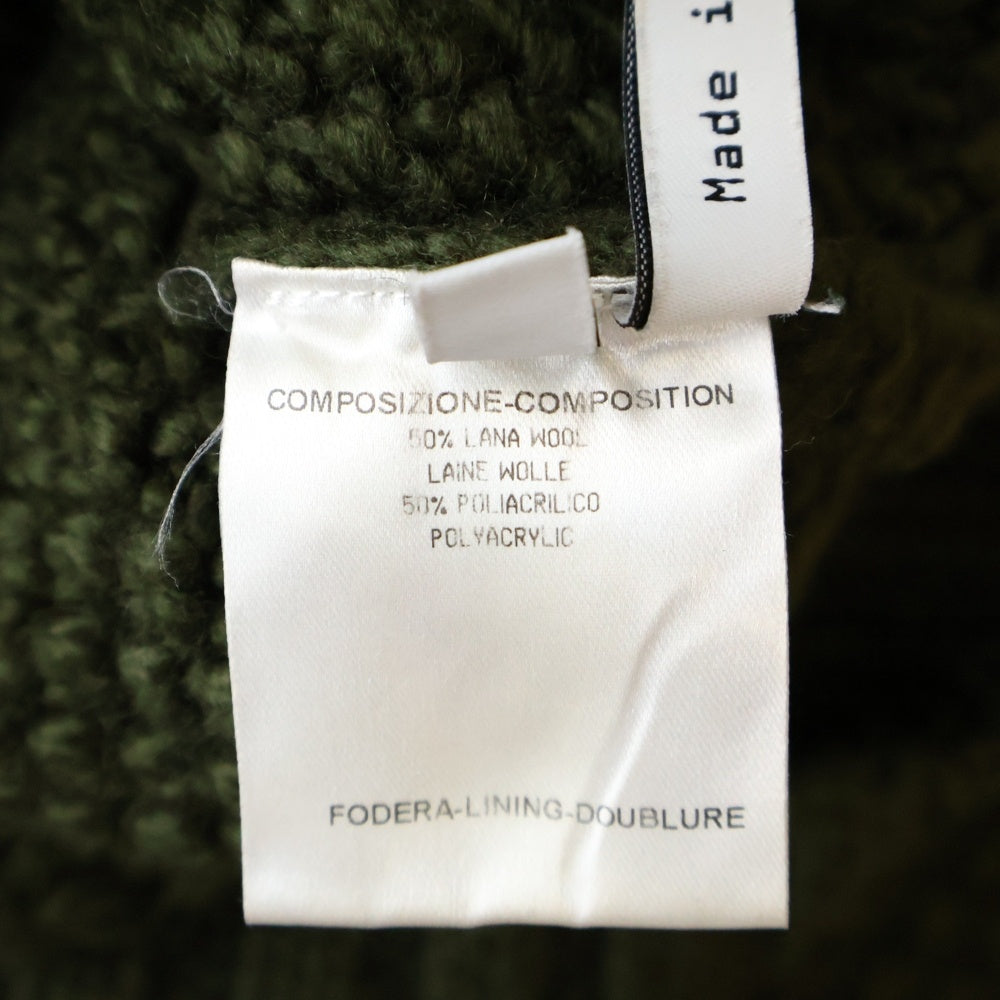 Made i
COMPOSIZIONE-COMPOSITION
50% LANA WOOL
LAINE WOLLE
50% POLIACRILICO
POLYACRYLIC
FODERA-LINING-DOUBLURE